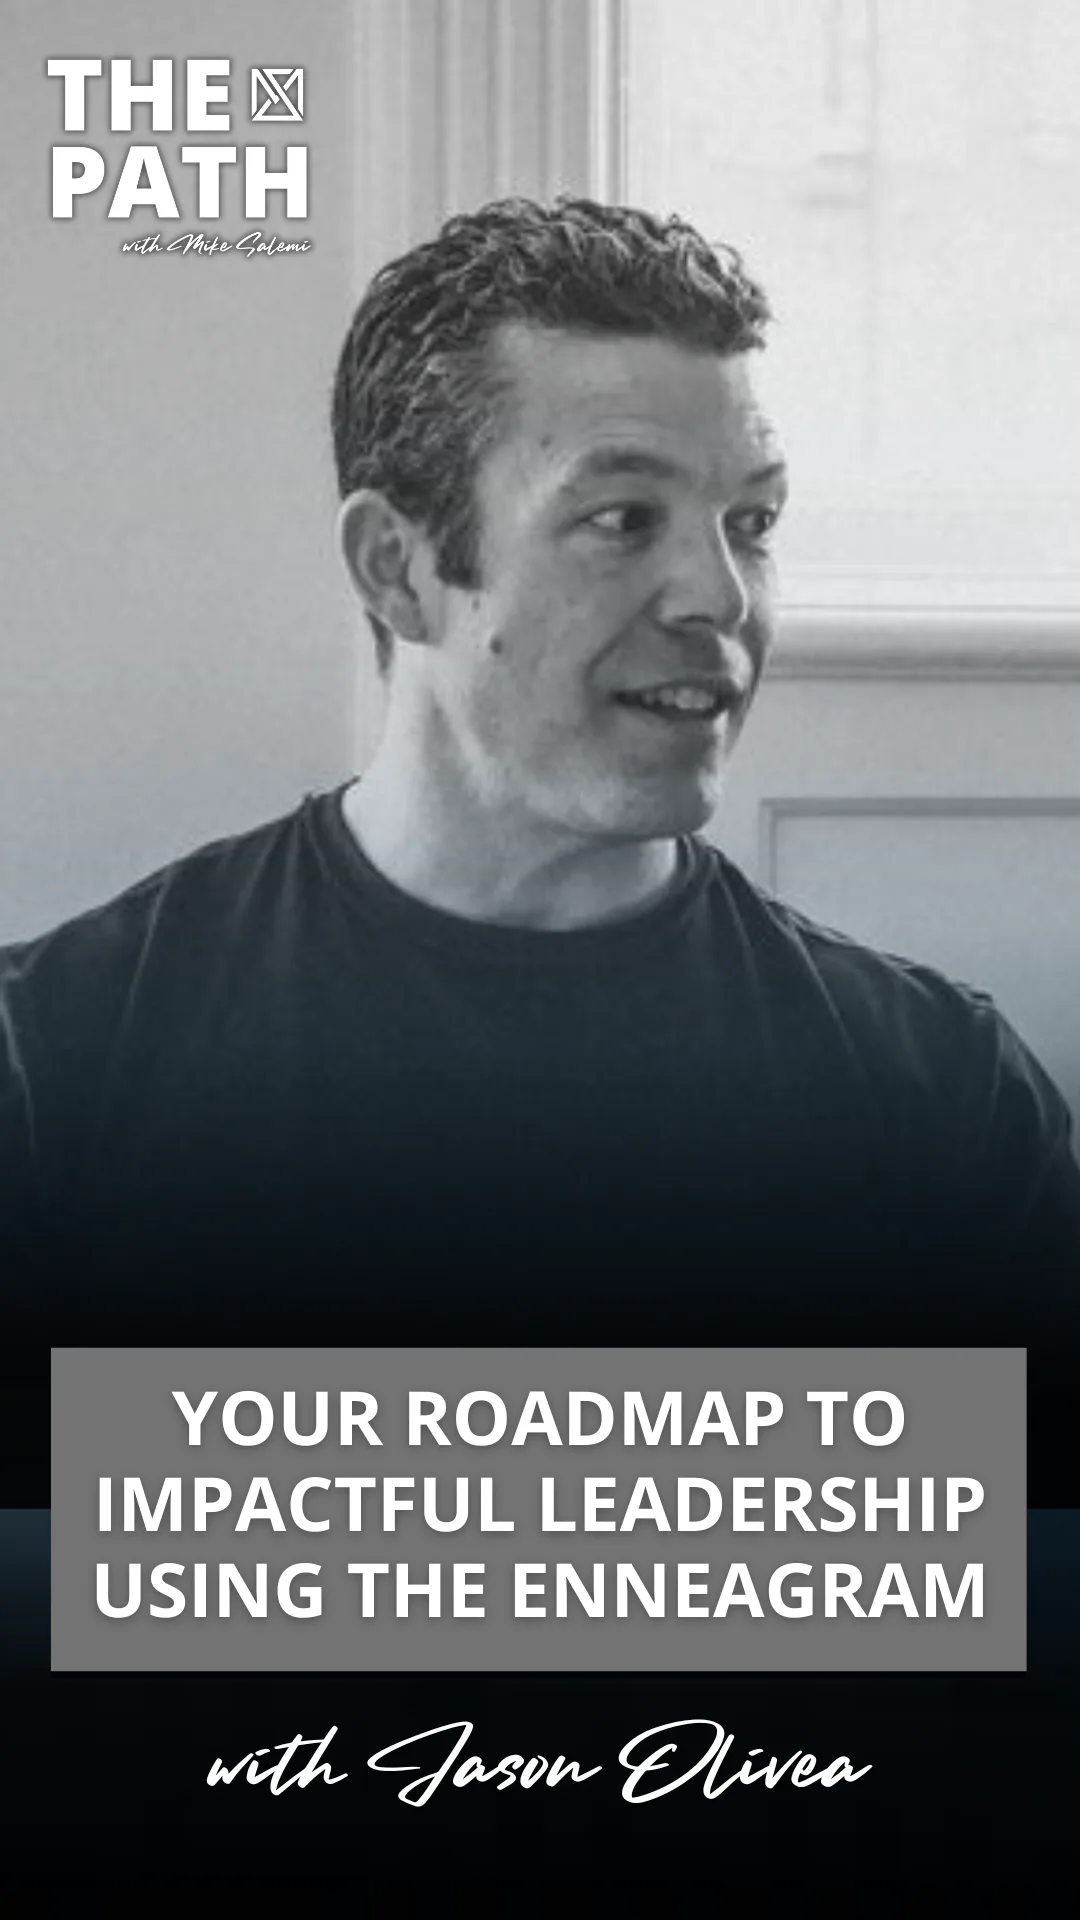 THE
PATH
with Mike Salemi
YOUR ROADMAP TO
IMPACTFUL LEADERSHIP
USING THE ENNEAGRAM
with Jason Olivea